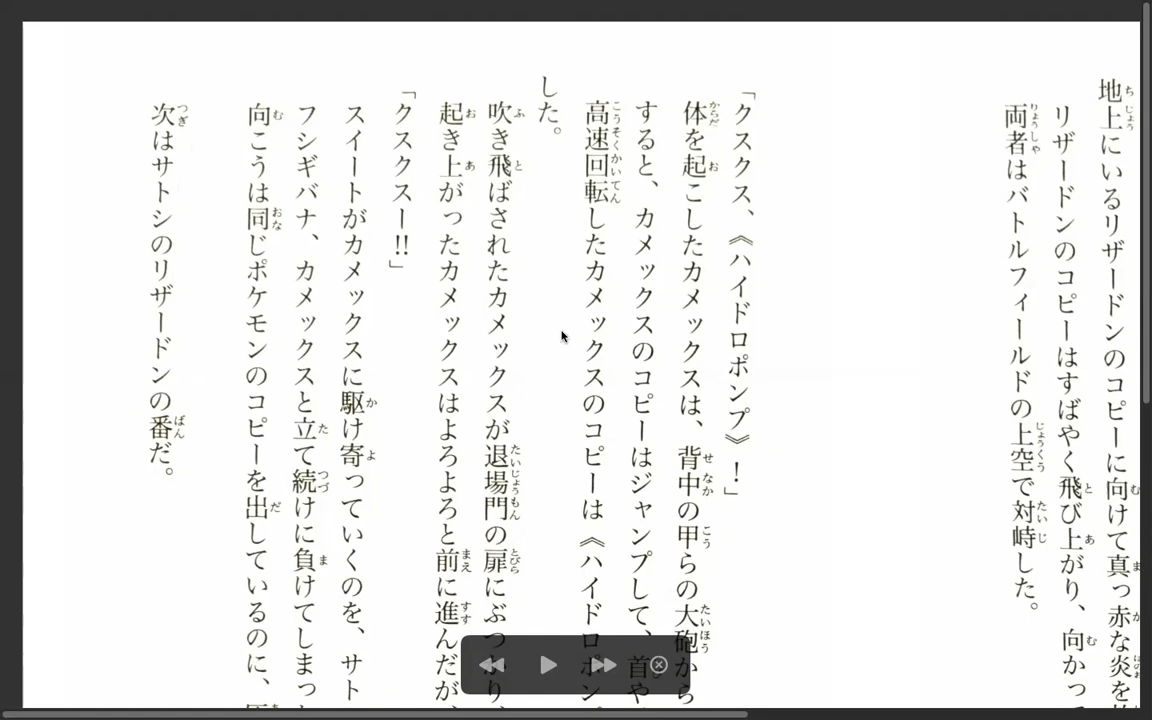 地上にいるリザードンのコピーに向けて真っ赤な炎を
リザードンのコピーはすばやく飛び上がり、向かって
両者はバトルフィールドの上空で対峙した。
「クスクス、《ハイドロポンプ》！」
体を起こしたカメックスは、背中の甲らの大砲から
すると、カメックスのコピーはジャンプして、首や
高速回転したカメックスのコピーは《ハイドロポン
した。
吹き飛ばされたカメックスが退場門の扉にぶつかり、
起き上がったカメックスはよろよろと前に進んだが、
「クスクスー!!」
スイートがカメックスに駆け寄っていくのを、サト
フシギバナ、カメックスと立て続けに負けてしまっ
向こうは同じポケモンのコピーを出しているのに、
次はサトシのリザードンの番だ。